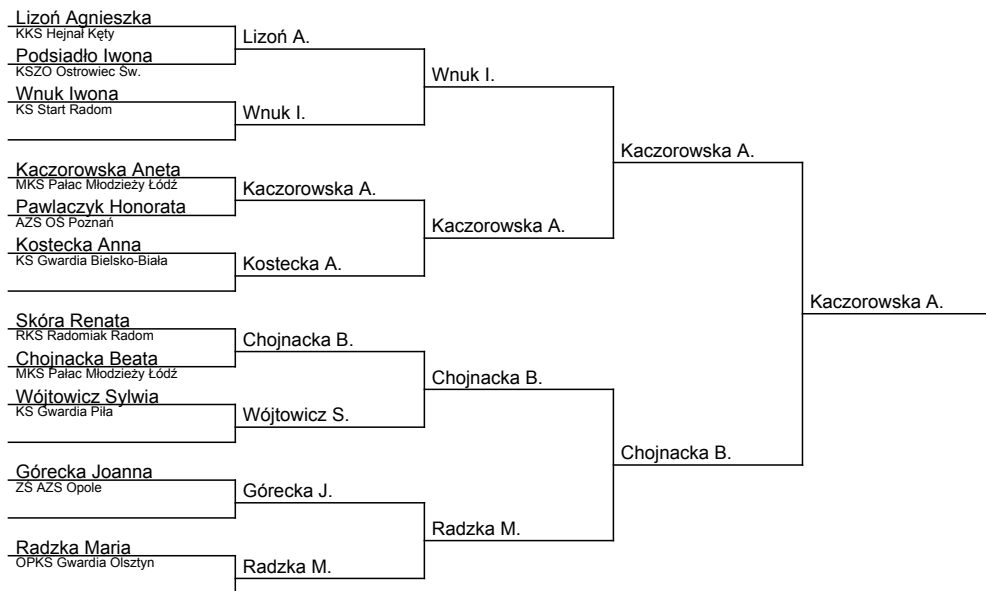 Lizoń Agnieszka
KKS Hejnał Kęty
Podsiadło Iwona
KSZO Ostrowiec Św.
Wnuk Iwona
KS Start Radom
Kaczorowska Aneta
MKS Pałac Młodzieży Łódź
Pawlaczyk Honorata
AZS OŚ Poznań
Kostecka Anna
KS Gwardia Bielsko-Biała
Skóra Renata
RKS Radomiak Radom
Chojnacka Beata
MKS Pałac Młodzieży Łódź
Wójtowicz Sylwia
KS Gwardia Piła
Górecka Joanna
ZŚ AZS Opole
Radzka Maria
OPKS Gwardia Olsztyn
Lizoń A.
Wnuk I.
Kaczorowska A.
Kostecka A.
Chojnacka B.
Wójtowicz S.
Górecka J.
Radzka M.
Wnuk I.
Kaczorowska A.
Chojnacka B.
Radzka M.
Kaczorowska A.
Chojnacka B.
Kaczorowska A.